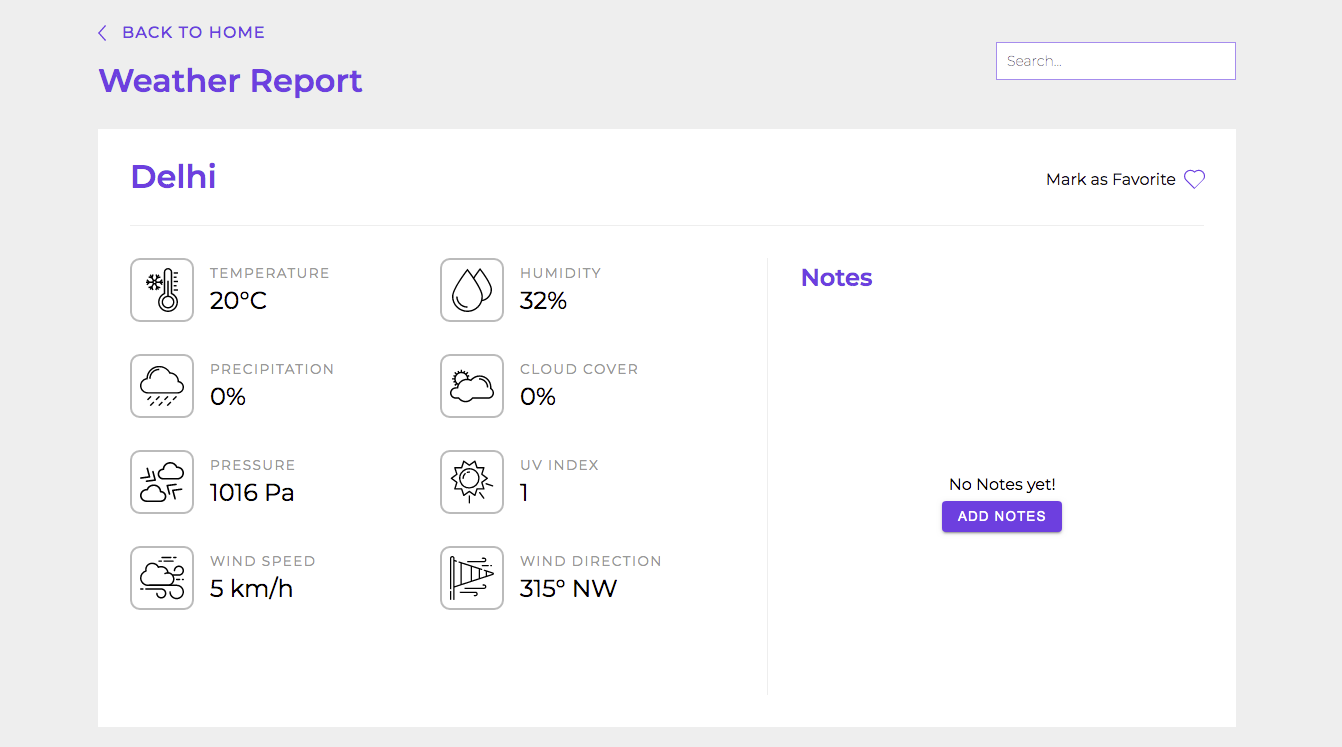 BACK TO HOME
Weather Report
Search...
Delhi
Mark as Favorite
TEMPERATURE
20°C
HUMIDITY
32%
PRECIPITATION
0%
CLOUD COVER
0%
PRESSURE
1016 Pa
UV INDEX
1
WIND SPEED
5 km/h
WIND DIRECTION
315° NW
Notes
No Notes yet!
ADD NOTES